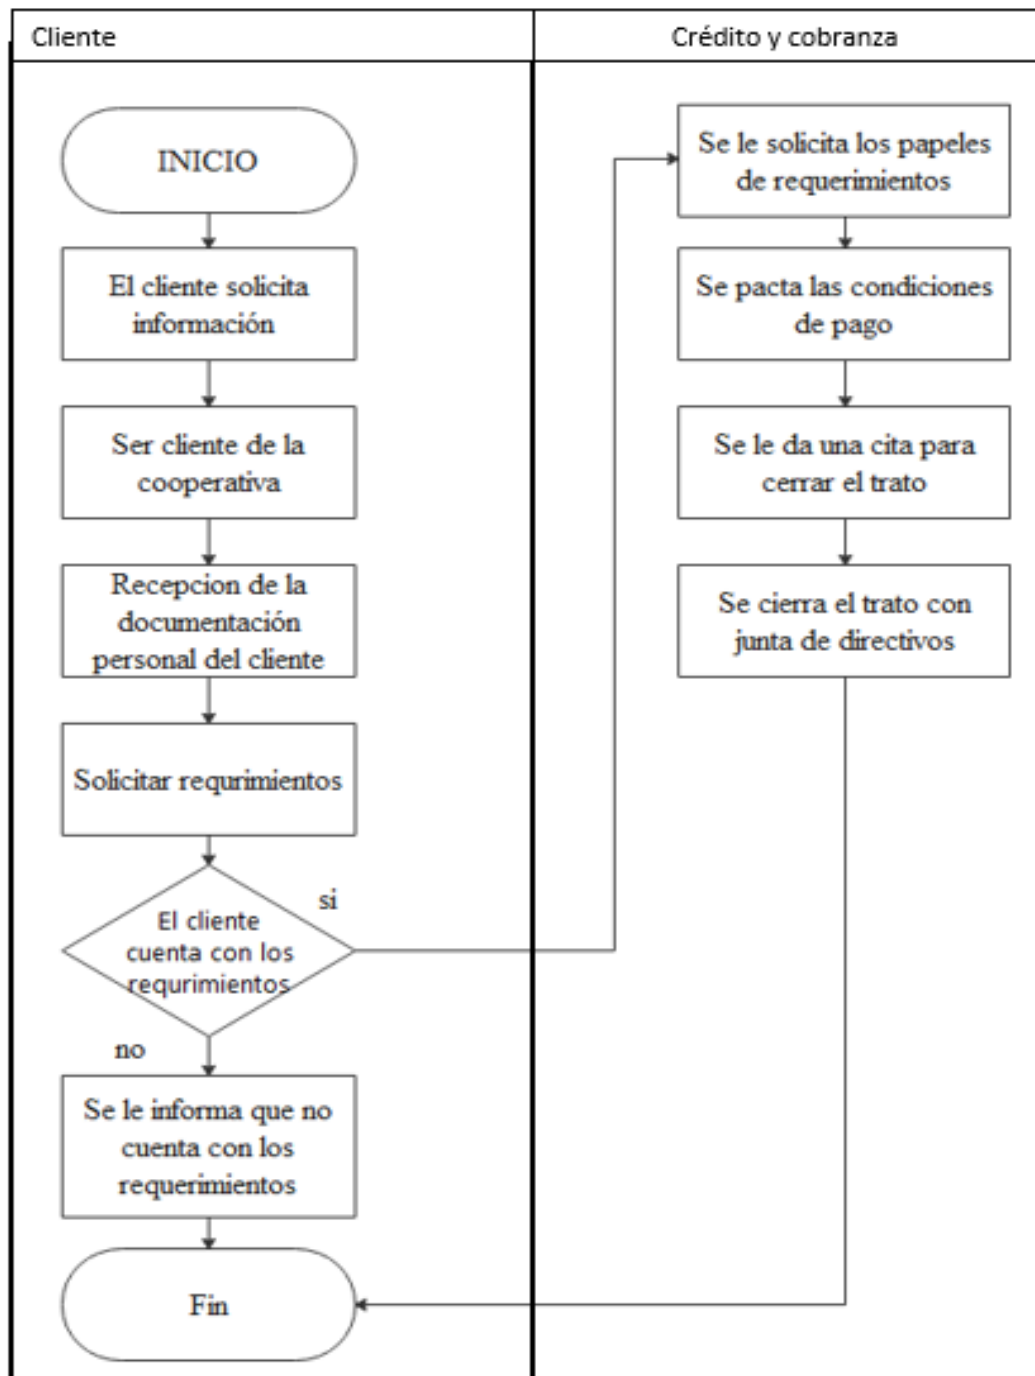 Cliente
Crédito y cobranza
INICIO
El cliente solicita
información
Ser cliente de la
cooperativa
Recepcion de la
documentación
personal del cliente
Solicitar requrimientos
El cliente
cuenta con los
requrimientos
si
no
Se le informa que no
cuenta con los
requerimientos
Fin
Se le solicita los papeles
de requerimientos
Se pacta las condiciones
de pago
Se le da una cita para
cerrar el trato
Se cierra el trato con
junta de directivos